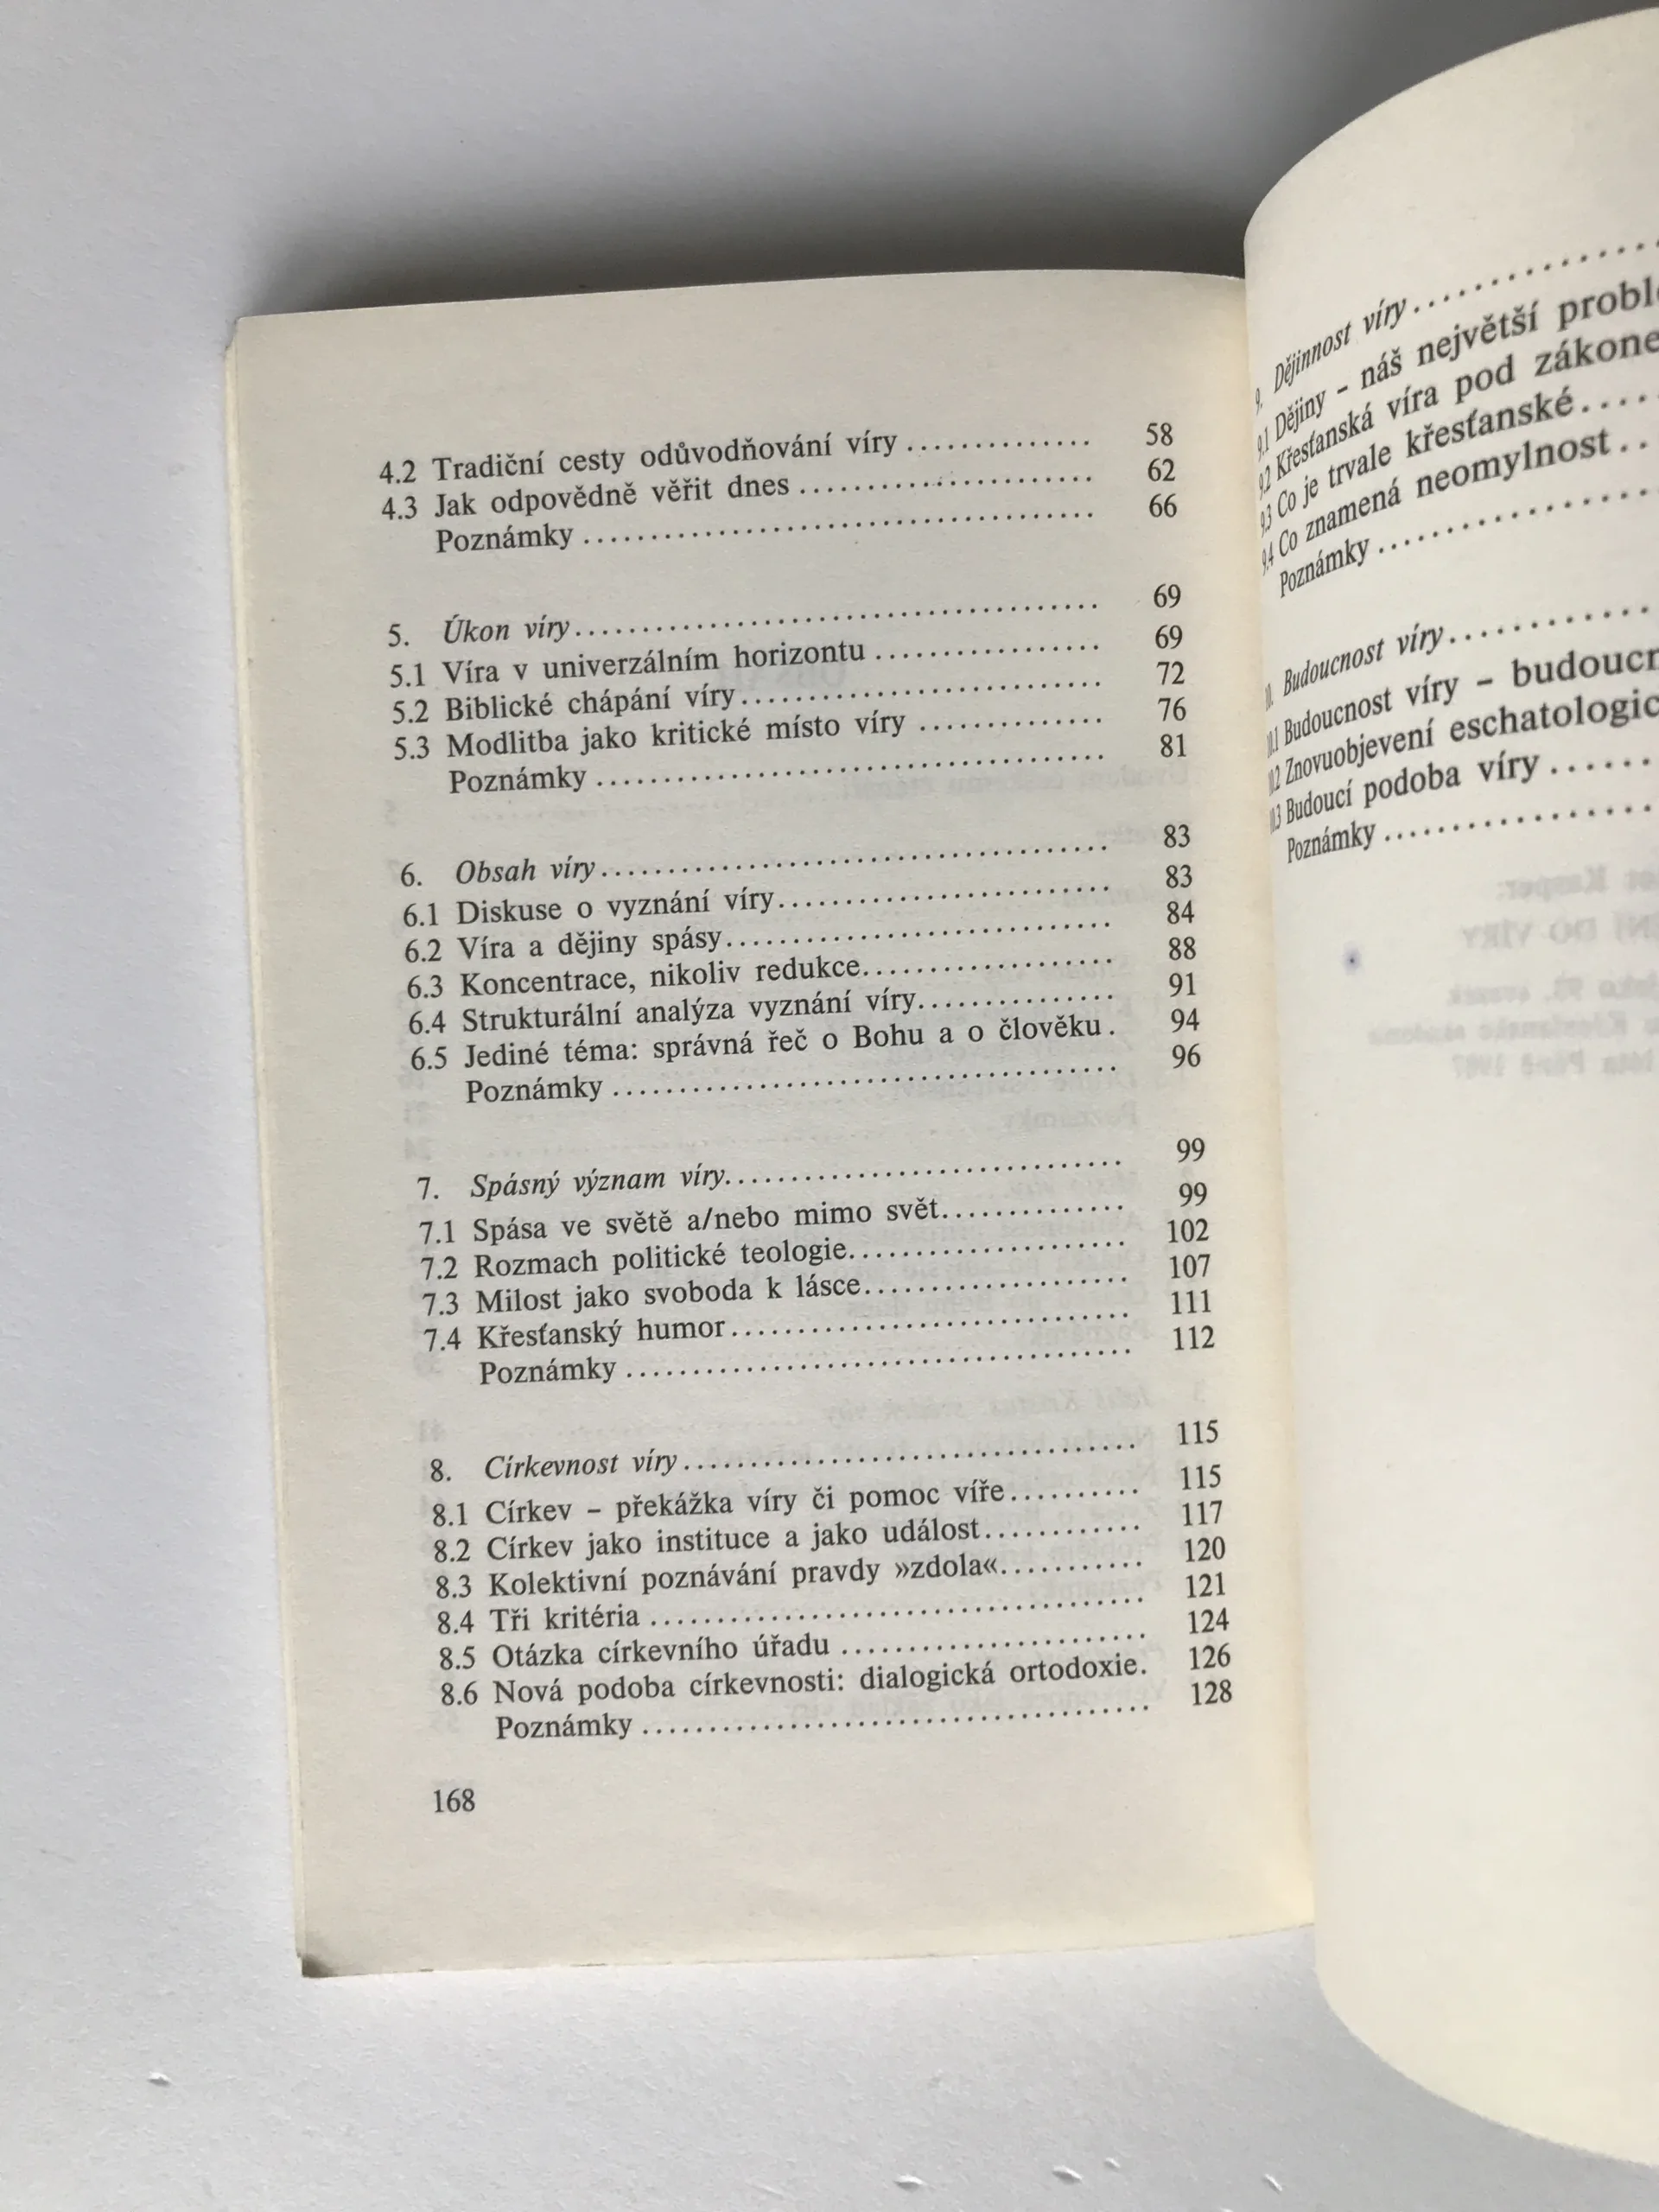 4.2 Tradiční cesty odůvodňování víry .............. 58
4.3 Jak odpovědně věřit dnes ...................... 62
Poznámky ...................................... 66
5. Úkon víry....................................... 69
5.1 Víra v univerzálním horizontu ................. 69
5.2 Biblické chápání víry........................... 72
5.3 Modlitba jako kritické místo víry .............. 76
Poznámky ...................................... 81
6. Obsah víry...................................... 83
6.1 Diskuse o vyznání víry......................... 83
6.2 Víra a dějiny spásy............................. 84
6.3 Koncentrace, nikoliv redukce................... 88
6.4 Strukturální analýza vyznání víry............... 91
6.5 Jediné téma: správná řeč o Bohu a o člověku . 94
Poznámky ...................................... 96
7. Spásný význam víry.............................. 99
7.1 Spása ve světě a/nebo mimo svět.............. 99
7.2 Rozmach politické teologie..................... 102
7.3 Milost jako svoboda k lásce.................... 107
7.4 Křesťanský humor.............................. 111
Poznámky ...................................... 112
8. Církevnost víry .................................. 115
8.1 Církev – překážka víry či pomoc víře.......... 115
8.2 Církev jako instituce a jako událost............ 117
8.3 Kolektivní poznávání pravdy »zdola«........... 120
8.4 Tři kritéria ..................................... 121
8.5 Otázka církevního úřadu ....................... 124
8.6 Nová podoba církevnosti: dialogická ortodoxie. 126
Poznámky ...................................... 128
168
9. Dějinnost víry ..................
9.1 Dějiny – náš největší
9.2 Křesťanská víra pod
9.3 Co je trvale křesťanské.....
9.4 Co znamená neomylnost ..
Poznámky ..................
10. Budoucnost víry.............
10.1 Budoucnost víry –
10.2 Znovuobjevení
10.3 Budoucí podoba víry ......
Poznámky .................